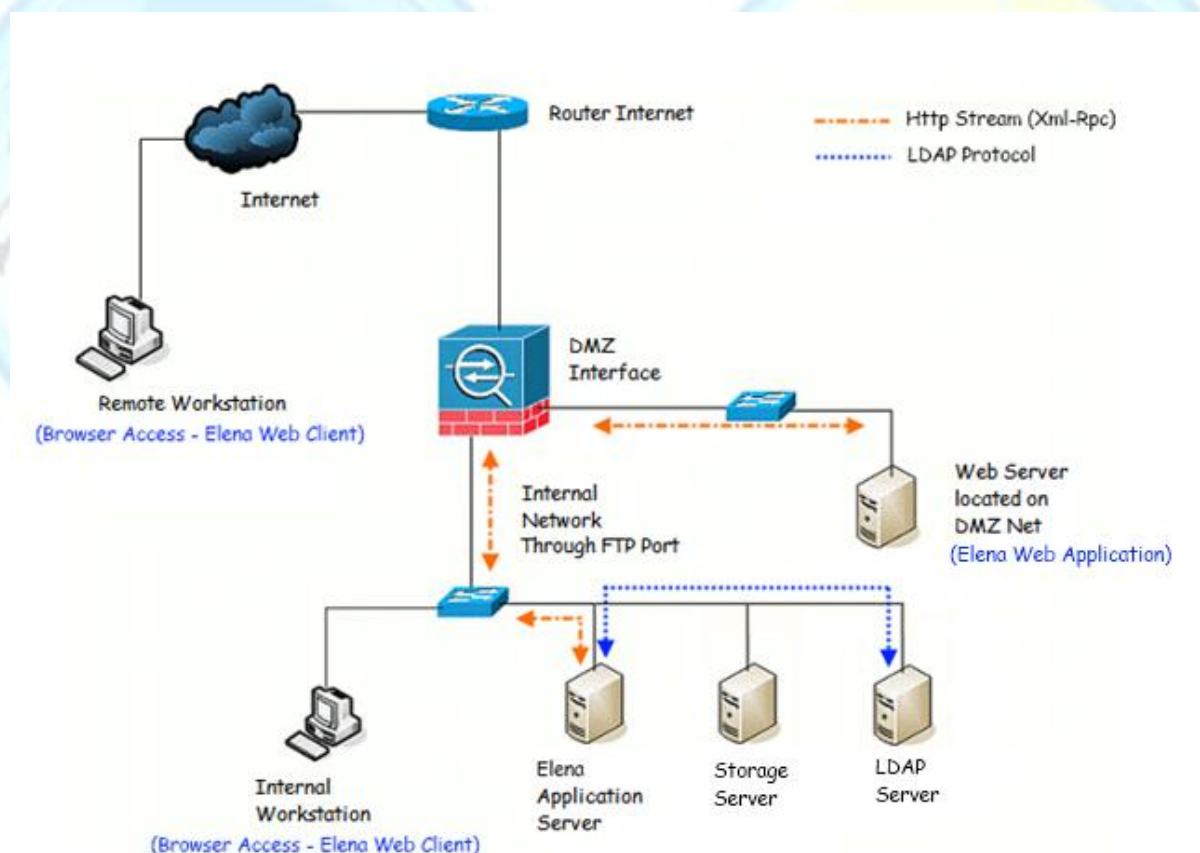 Router Internet
Http Stream (Xml-Rpc)
LDAP Protocol
Internet
DMZ
Interface
Remote Workstation
(Browser Access - Elena Web Client)
Internal
Network
Through FTP Port
Web Server
located on
DMZ Net
(Elena Web Application)
Internal
Workstation
(Browser Access - Elena Web Client)
Elena
Application
Server
Storage
Server
LDAP
Server